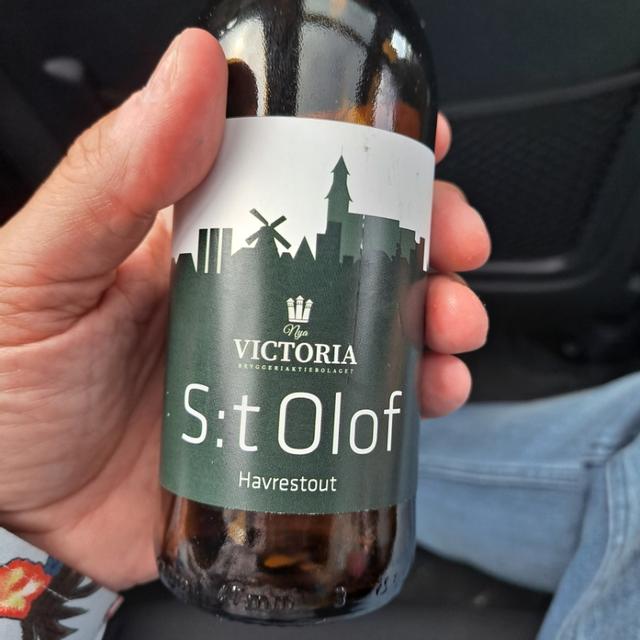 Nya
VICTORIA
BRYGGERIAKTIEBOLAGET
S:t Olof
Havrestout